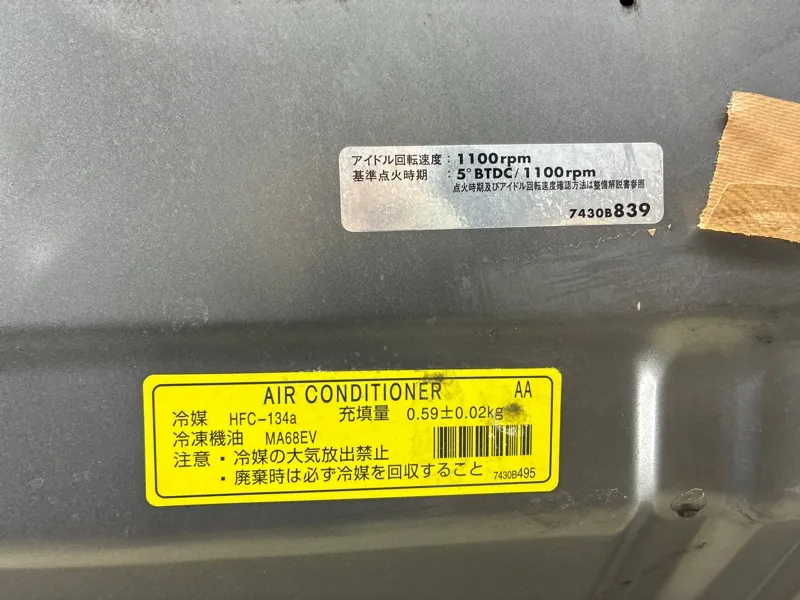 アイドル回転速度 : 1100rpm
基準点火時期 : 5°BTDC/1100rpm
点火時期及びアイドル回転速度確認方法は整備解説書参照
7430B839
AIR CONDITIONER AA
冷媒 HFC-134a 充填量 0.59±0.02kg
冷凍機油 MA68EV
注意・冷媒の大気放出禁止
・廃棄時は必ず冷媒を回収すること 7430B495